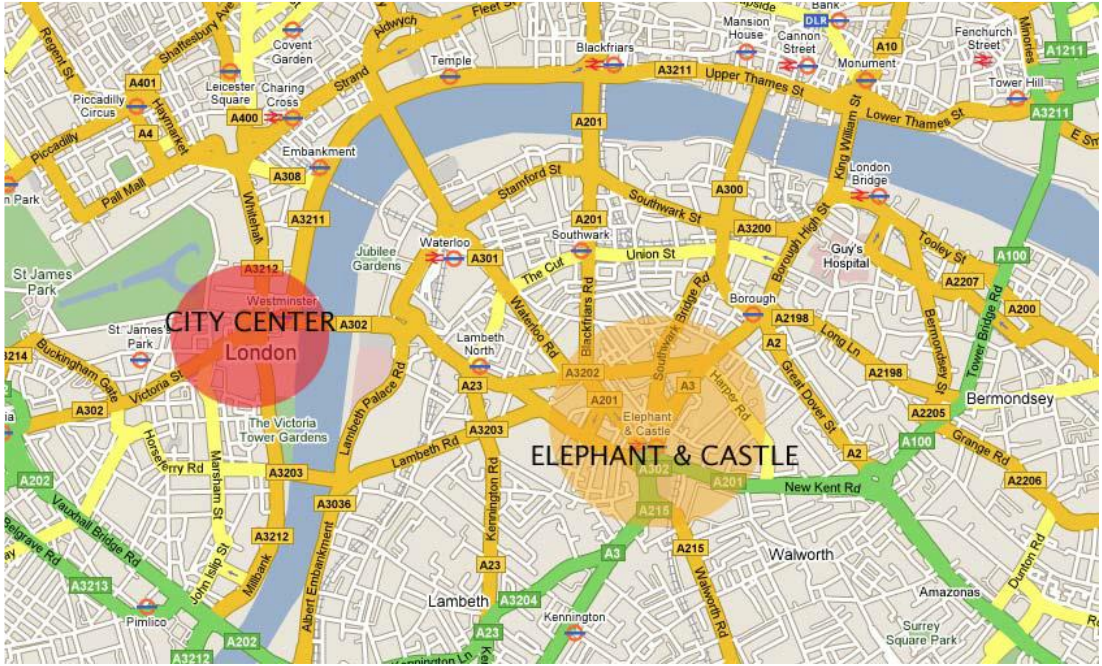 Regent St
Shaftesbury Ave
Covent
Garden
Aldwych
Fleet St
Temple
Blackfriars
Mansion
House
Bank
DLR
Cannon
Street
A10
Monument
Fenchurch
Street
Minories
A1211
Tower Hill
A3211
A401
Leicester
Square
Piccadilly
Circus
Haymarket
Charing
Cross
Strand
A400
A4
A3211
Upper Thames St
Lower Thames St
A3211
E Sm
Piccadilly
Pall Mall
A308
Embankment
A201
King William St
London
Bridge
n Park
Whitehall
A3211
Stamford St
A201
Southwark St
A300
A3200
Borough High St
Guy's
Hospital
Tooley St
A100
St James
Park
A3212
Jubilee
Gardens
Waterloo
A301
Southwark
The Cut
Union St
A2207
A200
Westminster
CITY CENTER
London
A302
St. James's
Park
Waterloo Rd
Blackfriars Rd
Southwark Bridge Rd
Borough
A2198
Long Ln
Bermondsey St
Tower Bridge Rd
A3214
Buckingham Gate
Victoria St
A302
Lambeth
North
A23
A3202
A3
A201
Harper Rd
A2
Great Dover St
A2198
A2205
Bermondsey
Lambeth Palace Rd
The Victoria
Tower Gardens
Elephant
& Castle
ELEPHANT & CASTLE
A302
A201
New Kent Rd
A2
A100
Grange Rd
A2206
Horseferry Rd
Marsham St
A3203
Lambeth Rd
A3203
A3036
Kennington Rd
A215
A202
Vauxhall Bridge Rd
Belgrave Rd
A3213
John Islip St
A3212
Millbank
Albert Embankment
A23
A3
A215
Walworth Rd
Walworth
Dunton Rd
Pimlico
A202
A3212
Lambeth
A3204
A23
Kennington
Kennington Ln
Amazonas
Surrey
Square Park